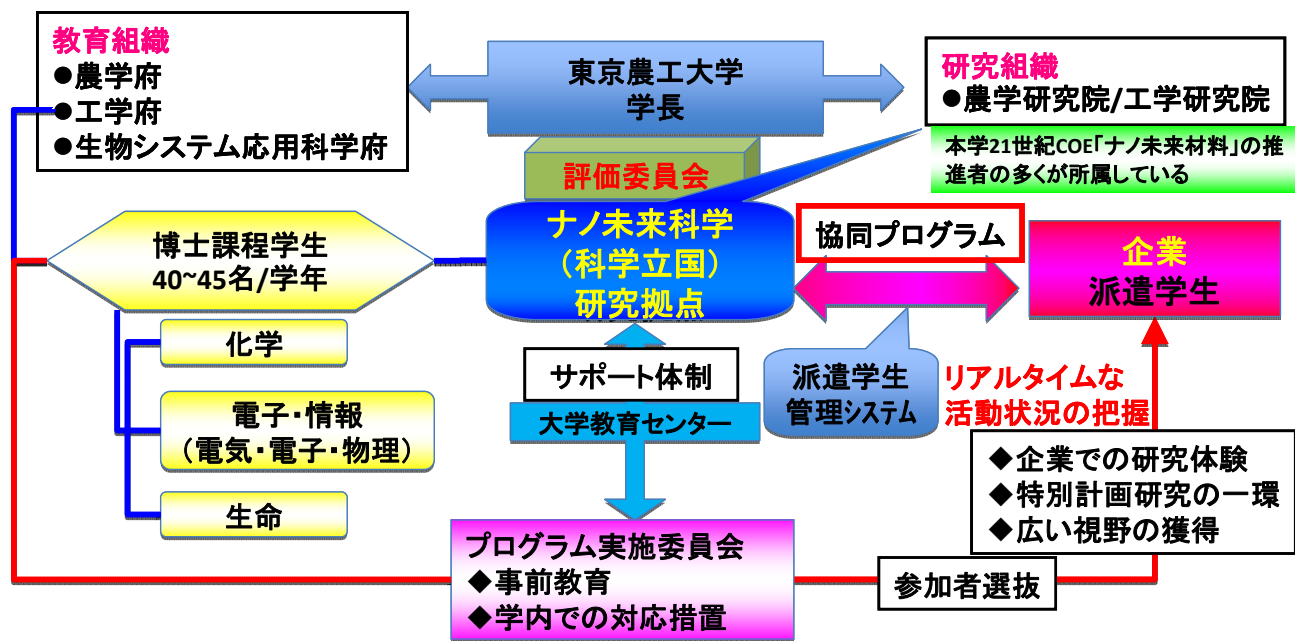 教育組織
●農学府
●工学府
●生物システム応用科学府
東京農工大学
学長
研究組織
●農学研究院/工学研究院
本学21世紀COE「ナノ未来材料」の推
進者の多くが所属している
評価委員会
博士課程学生
40~45名/学年
ナノ未来科学
（科学立国）
研究拠点
協同プログラム
企業
派遣学生
化学
電子・情報
（電気・電子・物理）
生命
サポート体制
大学教育センター
派遣学生
管理システム
リアルタイムな
活動状況の把握
◆企業での研究体験
◆特別計画研究の一環
◆広い視野の獲得
プログラム実施委員会
◆事前教育
◆学内での対応措置
参加者選抜